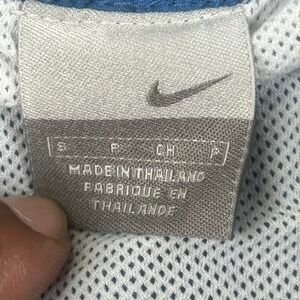 S P CH P
MADE IN THAILAND
FABRIQUE EN
THAILANDE